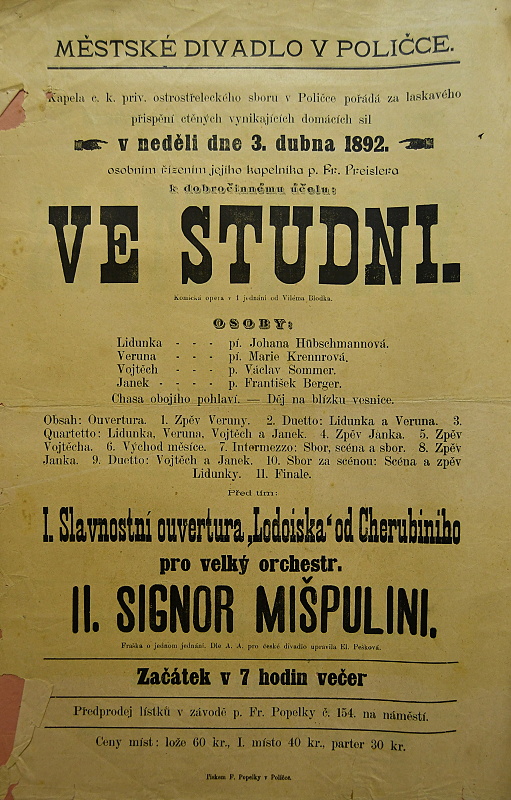 MĚSTSKÉ DIVADLO V POLIČCE.
Kapela c. k. priv. ostrostřeleckého sboru v Poličce pořádá za laskavého
přispění ctěných vynikajících domácích sil
v neděli dne 3. dubna 1892.
osobním řízením jejího kapelníka p. Fr. Preislera
k dobročinnému účelu:
VE STUDNI.
Komická opera v 1 jednání od Viléma Blodka.
OSOBY:
Lidunka - - - pí. Johana Hübschmannová.
Veruna - - - pí. Marie Krennrová.
Vojtěch - - - p. Václav Sommer.
Janek - - - - p. František Berger.
Chasa obojího pohlaví. — Děj na blízku vesnice.
Obsah: Ouvertura. 1. Zpěv Veruny. 2. Duetto: Lidunka a Veruna. 3.
Quartetto: Lidunka, Veruna, Vojtěch a Janek. 4. Zpěv Janka. 5. Zpěv
Vojtěcha. 6. Východ měsíce. 7. Intermezzo: Sbor, scéna a sbor. 8. Zpěv
Janka. 9. Duetto: Vojtěch a Janek. 10. Sbor za scénou: Scéna a zpěv
Lidunky. 11. Finale.
Před tím:
I. Slavnostní ouvertura „Lodoiska“ od Cherubiniho
pro velký orchestr.
II. SIGNOR MIŠPULINI.
Fraška o jednom jednání. Dle A. A. pro české divadlo upravila El. Pešková.
Začátek v 7 hodin večer
Předprodej lístků v závodě p. Fr. Popelky č. 154. na náměstí.
Ceny míst: lože 60 kr., I. místo 40 kr., parter 30 kr.
Piskem F. Popelky v Poličce.